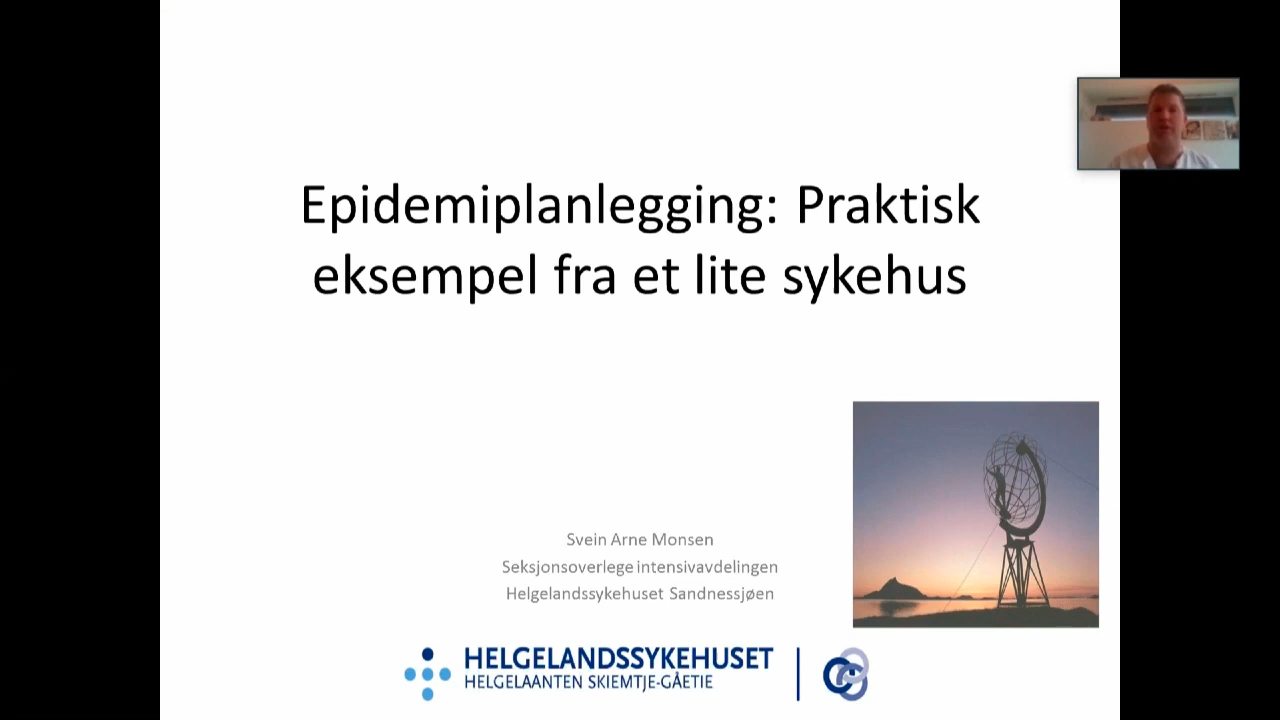 Epidemiplanlegging: Praktisk
eksempel fra et lite sykehus
Svein Arne Monsen
Seksjonsoverlege intensivavdelingen
Helgelandssykehuset Sandnessjøen
HELGELANDSSYKEHUSET
HELGELAANTEN SKIEMTJE-GÅETIE